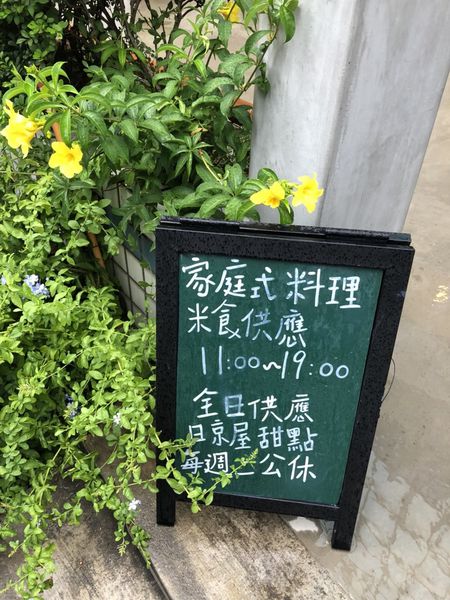 家庭式料理
米食供應
11:00~19:00
全日供應
日京屋甜點
每週二公休